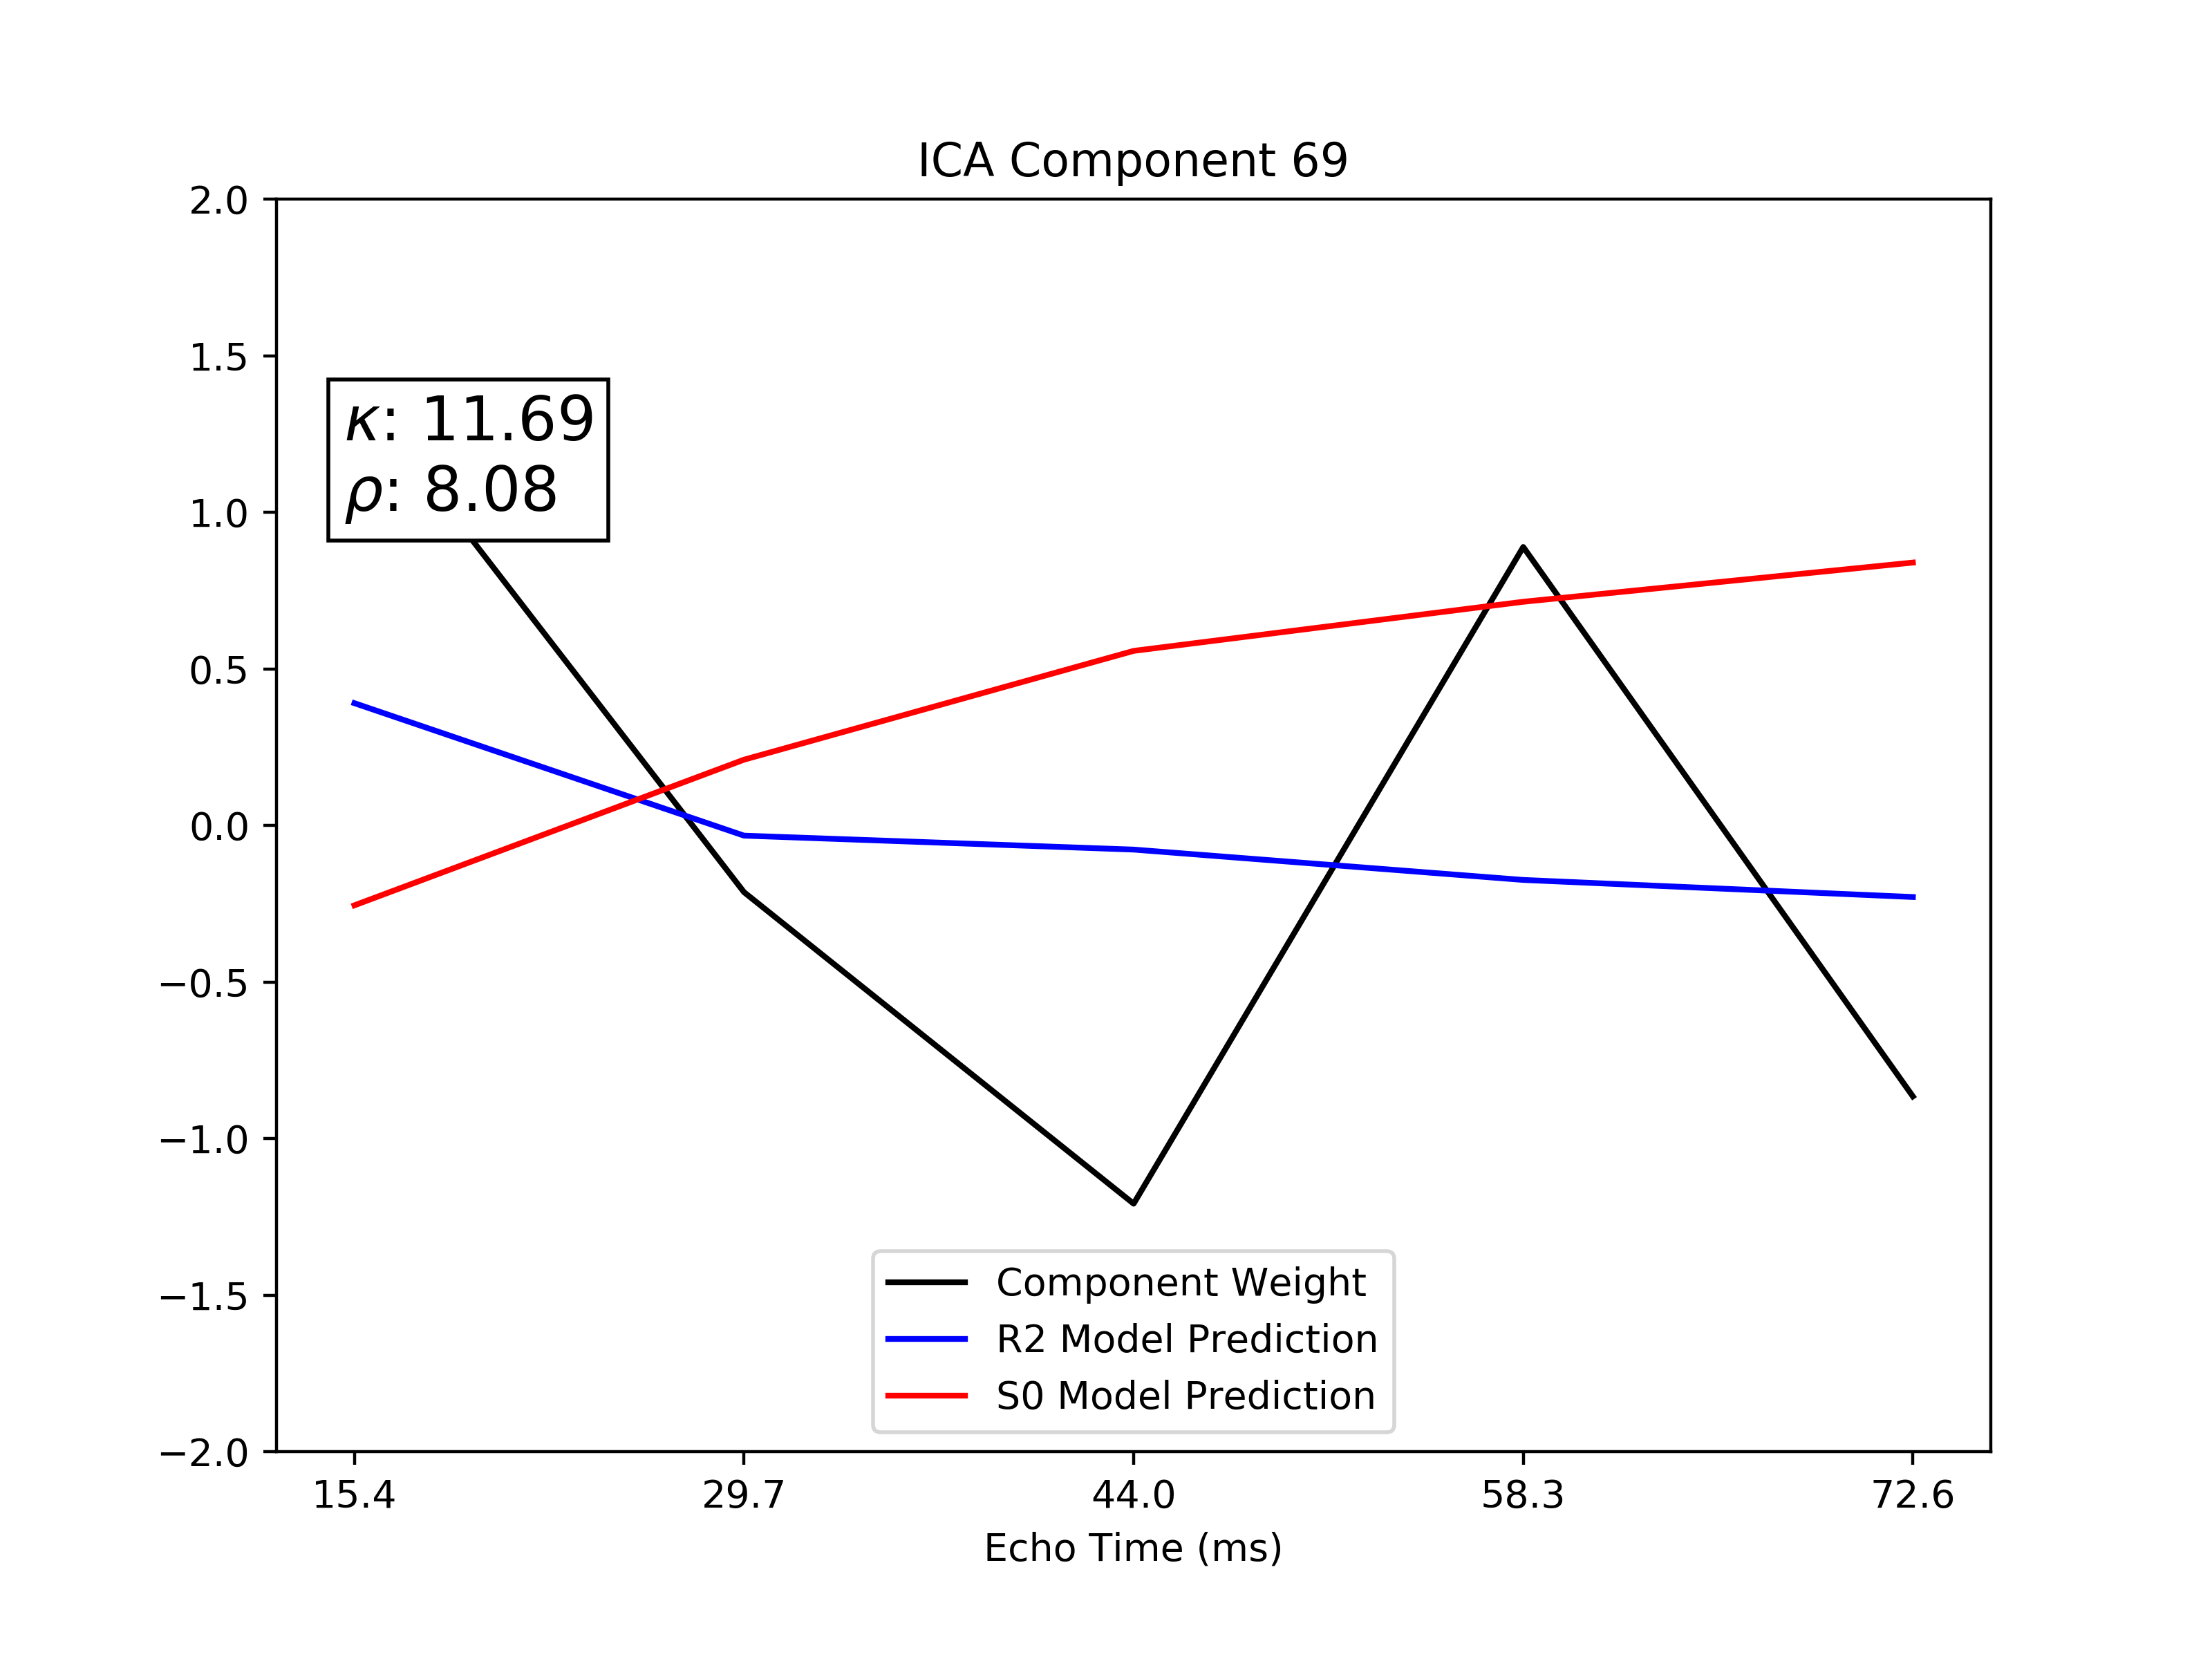 ICA Component 69
2.0
1.5
1.0
0.5
0.0
−0.5
−1.0
−1.5
−2.0
κ: 11.69
ρ: 8.08
Component Weight
R2 Model Prediction
S0 Model Prediction
15.4 29.7 44.0 58.3 72.6
Echo Time (ms)